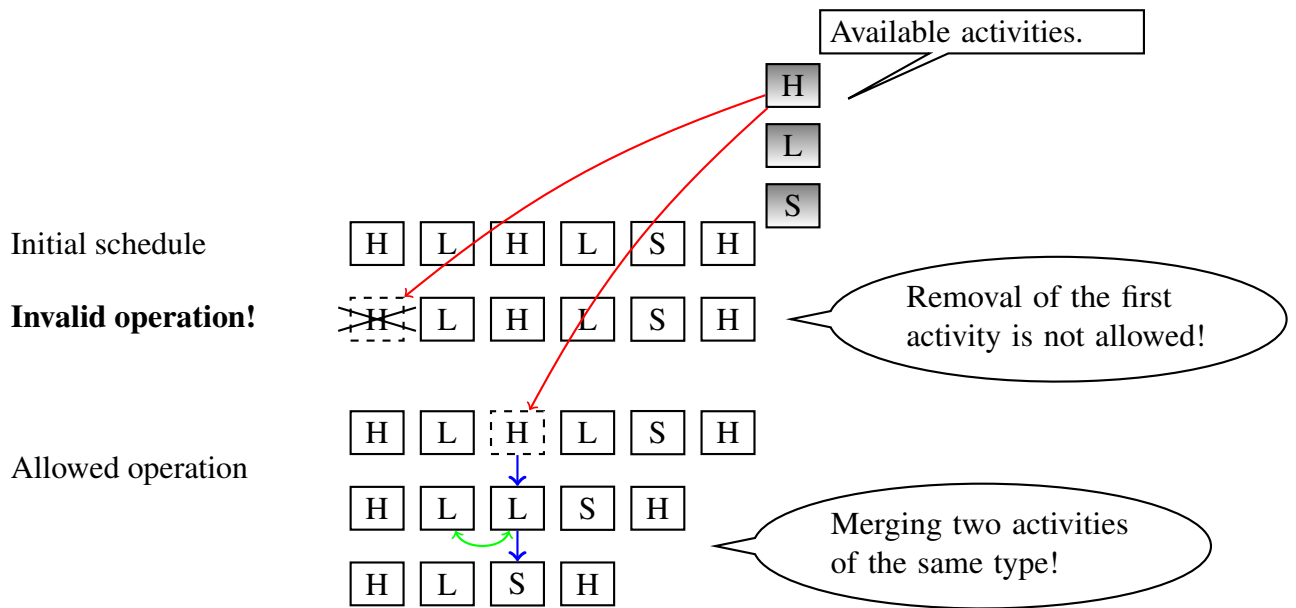 Available activities.
H
L
S
Initial schedule
H L H L S H
Invalid operation!
H L H L S H
Removal of the first
activity is not allowed!
H L H L S H
Allowed operation
H L L S H
Merging two activities
of the same type!
H L S H